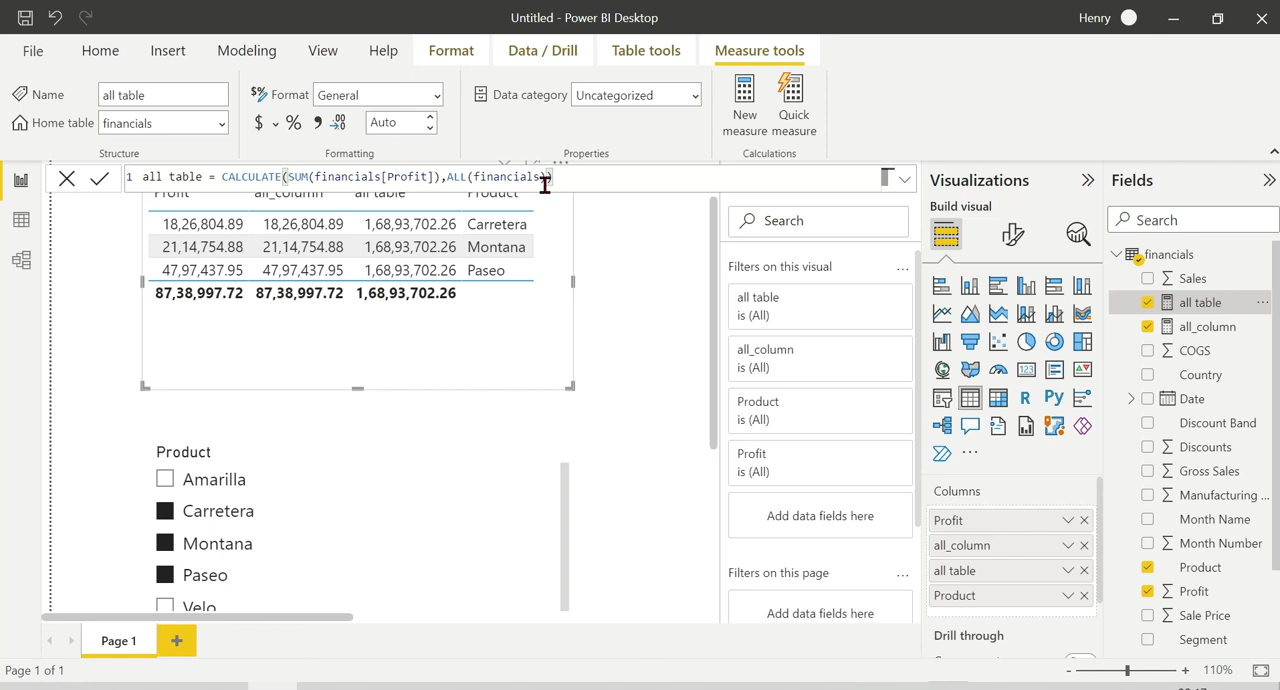 Untitled - Power BI Desktop
Henry
File Home Insert Modeling View Help Format Data / Drill Table tools Measure tools
Name all table
Home table financials
Structure
$% Format General
$ % 9 .00 Auto
Formatting
Data category Uncategorized
Properties
New measure
Quick measure
Calculations
1 all table = CALCULATE(SUM(financials[Profit]),ALL(financials))
Profit all_column all table Product
18,26,804.89 18,26,804.89 1,68,93,702.26 Carretera
21,14,754.88 21,14,754.88 1,68,93,702.26 Montana
47,97,437.95 47,97,437.95 1,68,93,702.26 Paseo
87,38,997.72 87,38,997.72 1,68,93,702.26
Product
Amarilla
Carretera
Montana
Paseo
Velo
Search
Filters on this visual ...
all table
is (All)
all_column
is (All)
Product
is (All)
Profit
is (All)
Add data fields here
Filters on this page ...
Add data fields here
Visualizations
Build visual
123
R Py
...
Columns
Profit
all_column
all table
Product
Drill through
Fields
Search
financials
Sales
all table ...
all_column
COGS
Country
Date
Discount Band
Discounts
Gross Sales
Manufacturing ...
Month Name
Month Number
Product
Profit
Sale Price
Segment
Page 1 +
Page 1 of 1
- + 110%